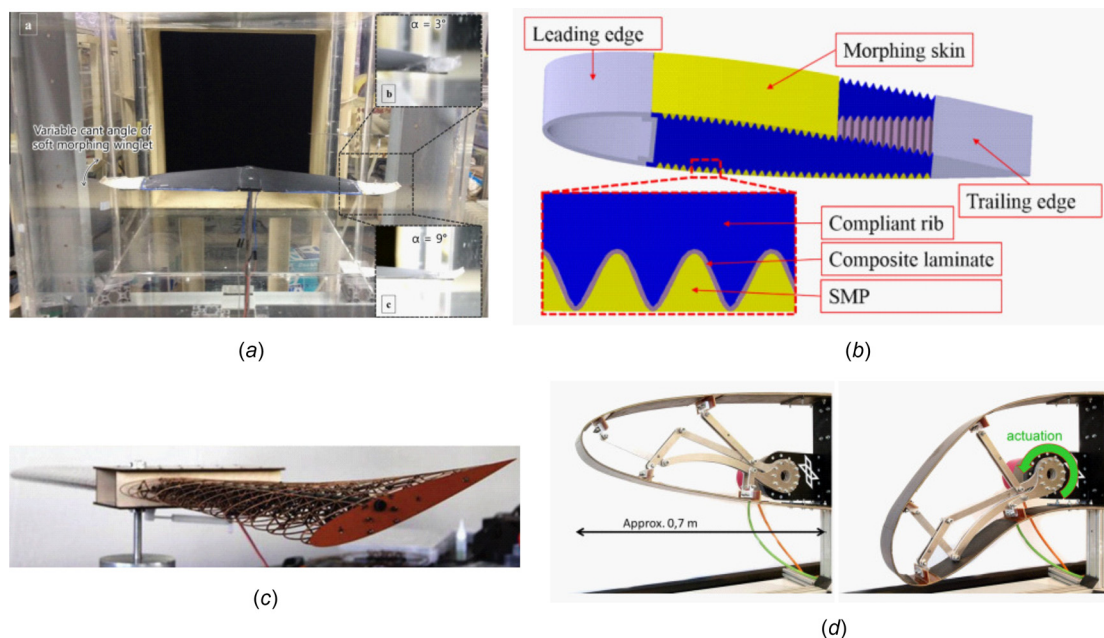 a
α = 3°
b
Variable cant angle of
soft morphing winglet
α = 9°
c
(a)
Leading edge
Morphing skin
Trailing edge
Compliant rib
Composite laminate
SMP
(b)
(c)
actuation
Approx. 0,7 m
(d)